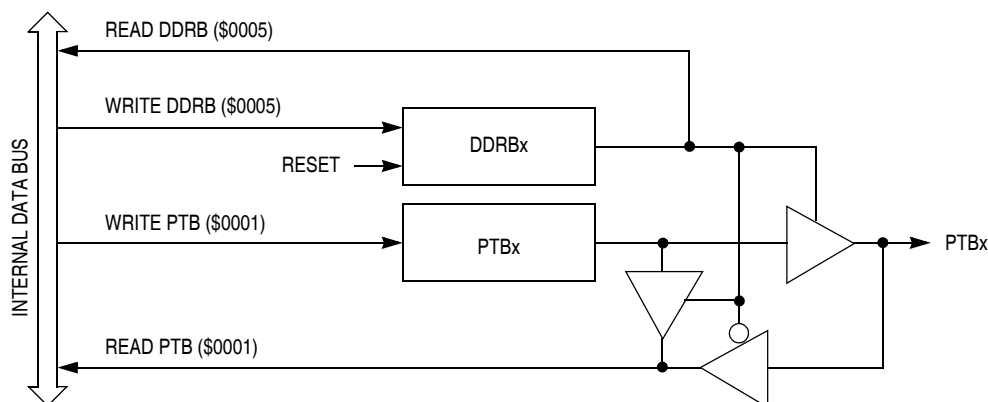 READ DDRB ($0005)
WRITE DDRB ($0005)
DDRBx
RESET
INTERNAL DATA BUS
WRITE PTB ($0001)
PTBx
PTBx
READ PTB ($0001)